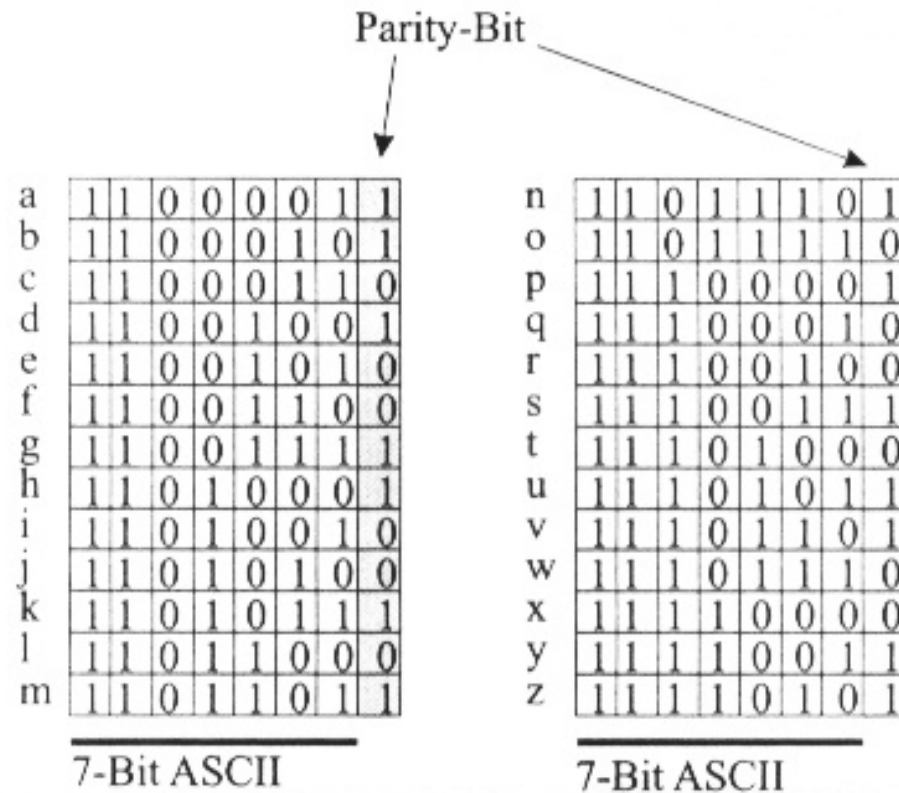 Parity-Bit
a 1 1 0 0 0 0 1 1
b 1 1 0 0 0 1 0 1
c 1 1 0 0 0 1 1 0
d 1 1 0 0 1 0 0 1
e 1 1 0 0 1 0 1 0
f 1 1 0 0 1 1 0 0
g 1 1 0 0 1 1 1 1
h 1 1 0 1 0 0 0 1
i 1 1 0 1 0 0 1 0
j 1 1 0 1 0 1 0 0
k 1 1 0 1 0 1 1 1
l 1 1 0 1 1 0 0 0
m 1 1 0 1 1 0 1 1
7-Bit ASCII
n 1 1 0 1 1 1 0 1
o 1 1 0 1 1 1 1 0
p 1 1 1 0 0 0 0 1
q 1 1 1 0 0 0 1 0
r 1 1 1 0 0 1 0 0
s 1 1 1 0 0 1 1 1
t 1 1 1 0 1 0 0 0
u 1 1 1 0 1 0 1 1
v 1 1 1 0 1 1 0 1
w 1 1 1 0 1 1 1 0
x 1 1 1 1 0 0 0 0
y 1 1 1 1 0 0 1 1
z 1 1 1 1 0 1 0 1
7-Bit ASCII